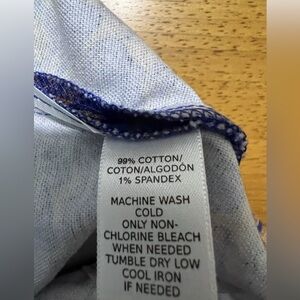 99% COTTON/
COTON/ALGODÓN
1% SPANDEX
MACHINE WASH
COLD
ONLY NON-
CHLORINE BLEACH
WHEN NEEDED
TUMBLE DRY LOW
COOL IRON
IF NEEDED